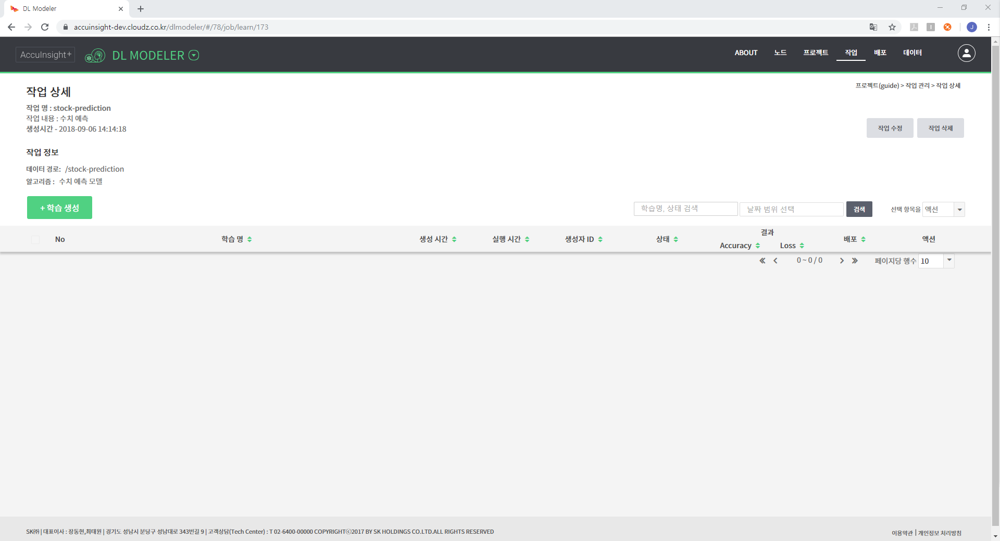 DL Modeler
accuinsight-dev.cloudz.co.kr/dlmodeler/#/78/job/learn/173
J
AccuInsight+ DL MODELER
ABOUT 노드 프로젝트 작업 배포 데이터
작업 상세
프로젝트(guide) > 작업 관리 > 작업 상세
작업 명 : stock-prediction
작업 내용 : 수치 예측
생성시간 - 2018-09-06 14:14:18
작업 수정 작업 삭제
작업 정보
데이터 경로: /stock-prediction
알고리즘 : 수치 예측 모델
+ 학습 생성
학습명, 상태 검색 날짜 범위 선택 검색 선택 항목을 액션
No 학습 명 생성 시간 실행 시간 생성자 ID 상태 결과 배포 액션
Accuracy Loss
0 ~ 0 / 0 페이지당 행수 10
SK㈜ | 대표이사 : 장동현,최태원 | 경기도 성남시 분당구 성남대로 343번길 9 | 고객상담(Tech Center) : T 02-6400-00000 COPYRIGHTⓒ2017 BY SK HOLDINGS CO.LTD.ALL RIGHTS RESERVED
이용약관 | 개인정보 처리방침